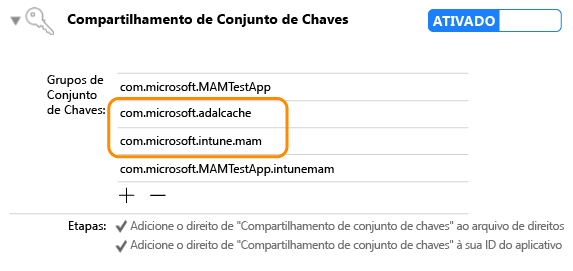 Compartilhamento de Conjunto de Chaves
ATIVADO
Grupos de
Conjunto
de Chaves:
com.microsoft.MAMTestApp
com.microsoft.adalcache
com.microsoft.intune.mam
com.microsoft.MAMTestApp.intunemam
+ −
Etapas: ✔ Adicione o direito de "Compartilhamento de conjunto de chaves" ao arquivo de direitos
✔ Adicione o direito de "Compartilhamento de conjunto de chaves" à sua ID do aplicativo